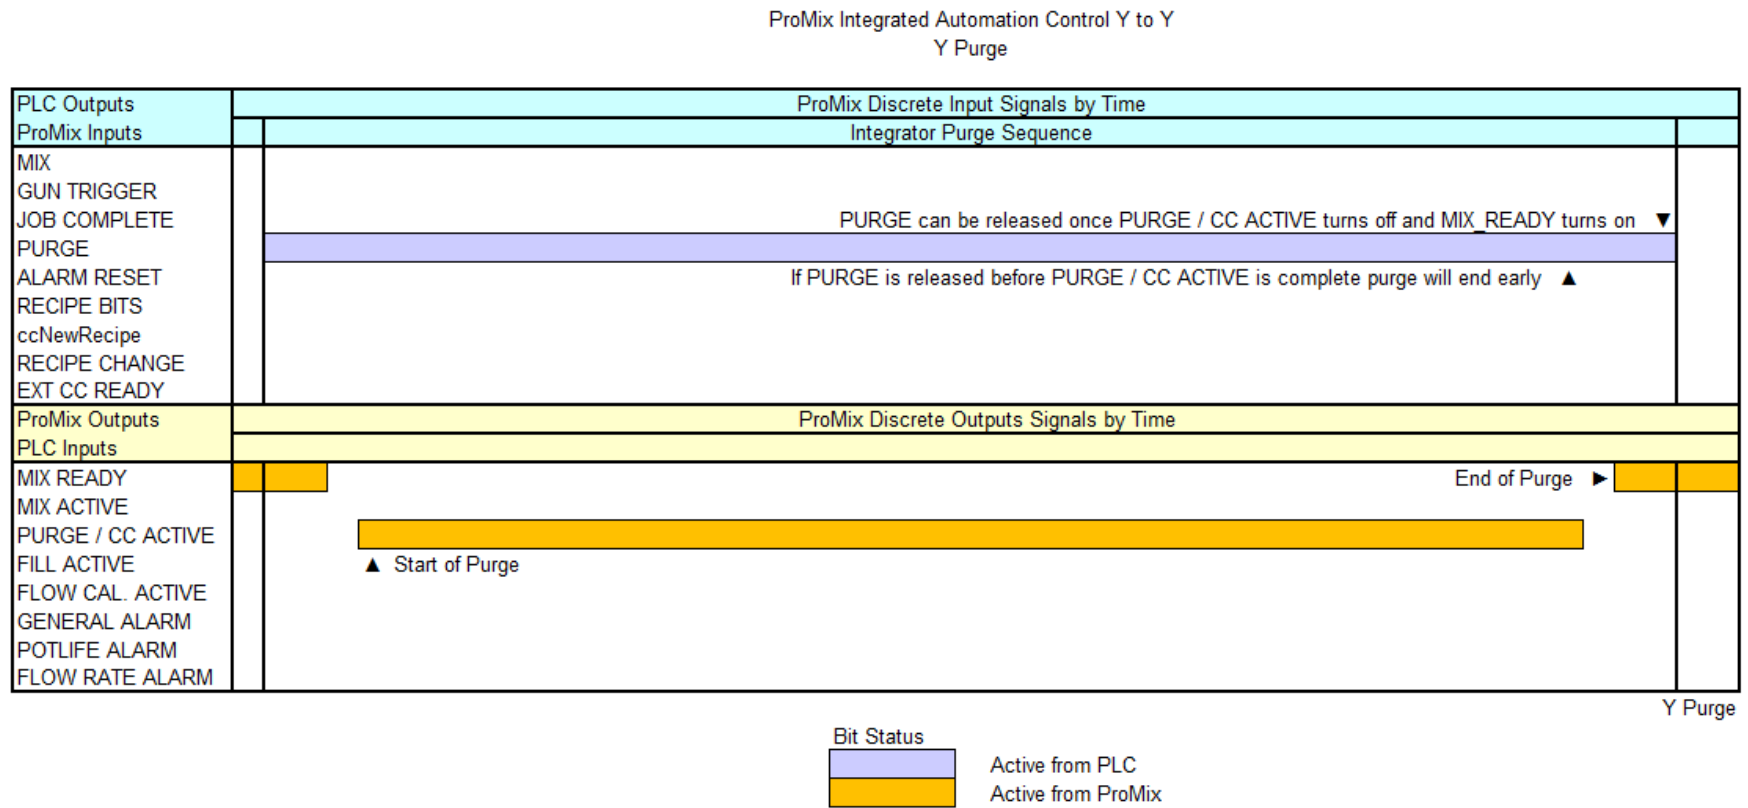 ProMix Integrated Automation Control Y to Y
Y Purge
PLC Outputs ProMix Discrete Input Signals by Time
ProMix Inputs Integrator Purge Sequence
MIX
GUN TRIGGER
JOB COMPLETE PURGE can be released once PURGE / CC ACTIVE turns off and MIX_READY turns on ▼
PURGE
ALARM RESET If PURGE is released before PURGE / CC ACTIVE is complete purge will end early ▲
RECIPE BITS
ccNewRecipe
RECIPE CHANGE
EXT CC READY
ProMix Outputs ProMix Discrete Outputs Signals by Time
PLC Inputs
MIX READY End of Purge ►
MIX ACTIVE
PURGE / CC ACTIVE
FILL ACTIVE ▲ Start of Purge
FLOW CAL. ACTIVE
GENERAL ALARM
POTLIFE ALARM
FLOW RATE ALARM
Y Purge
Bit Status
Active from PLC
Active from ProMix